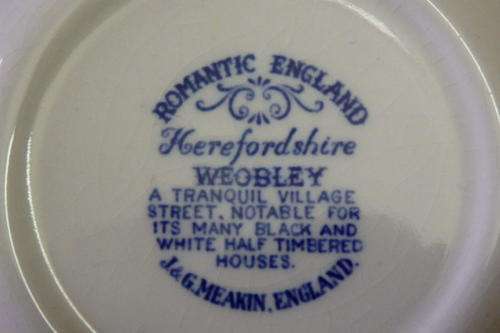 ROMANTIC ENGLAND
Herefordshire
WEOBLEY
A TRANQUIL VILLAGE
STREET, NOTABLE FOR
ITS MANY BLACK AND
WHITE HALF TIMBERED
HOUSES.
J.&G. MEAKIN, ENGLAND.